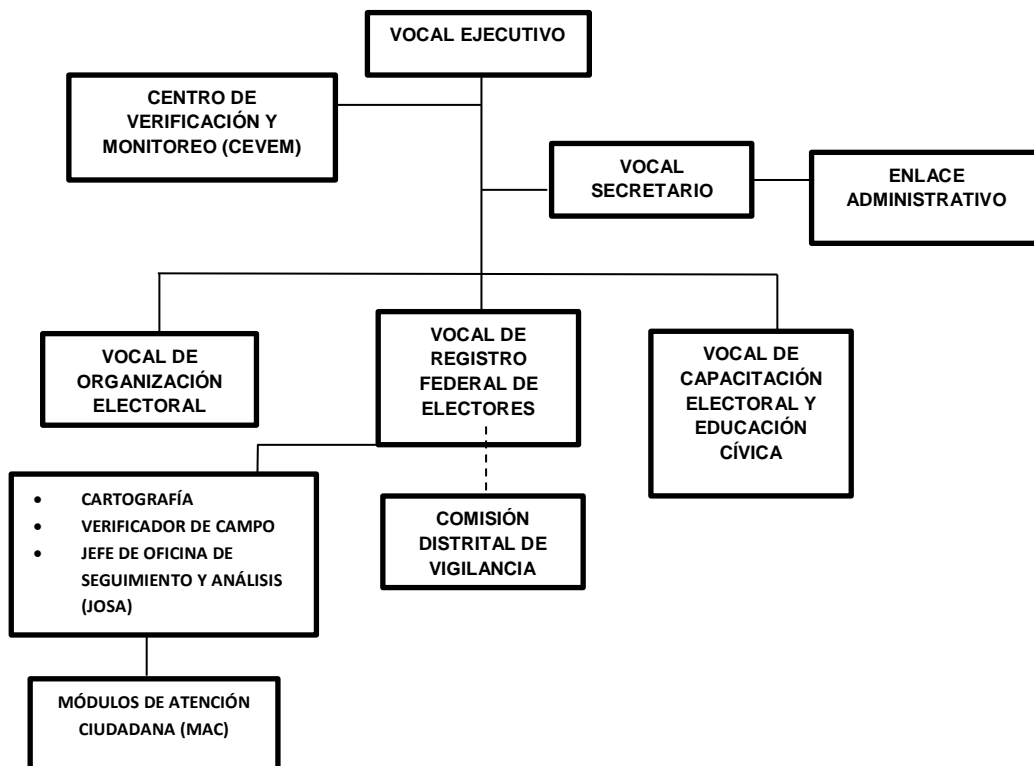 VOCAL EJECUTIVO
CENTRO DE
VERIFICACIÓN Y
MONITOREO (CEVEM)
VOCAL
SECRETARIO
ENLACE
ADMINISTRATIVO
VOCAL DE
ORGANIZACIÓN
ELECTORAL
VOCAL DE
REGISTRO
FEDERAL DE
ELECTORES
VOCAL DE
CAPACITACIÓN
ELECTORAL Y
EDUCACIÓN
CÍVICA
• CARTOGRAFÍA
• VERIFICADOR DE CAMPO
• JEFE DE OFICINA DE
SEGUIMIENTO Y ANÁLISIS
(JOSA)
COMISIÓN
DISTRITAL DE
VIGILANCIA
MÓDULOS DE ATENCIÓN
CIUDADANA (MAC)